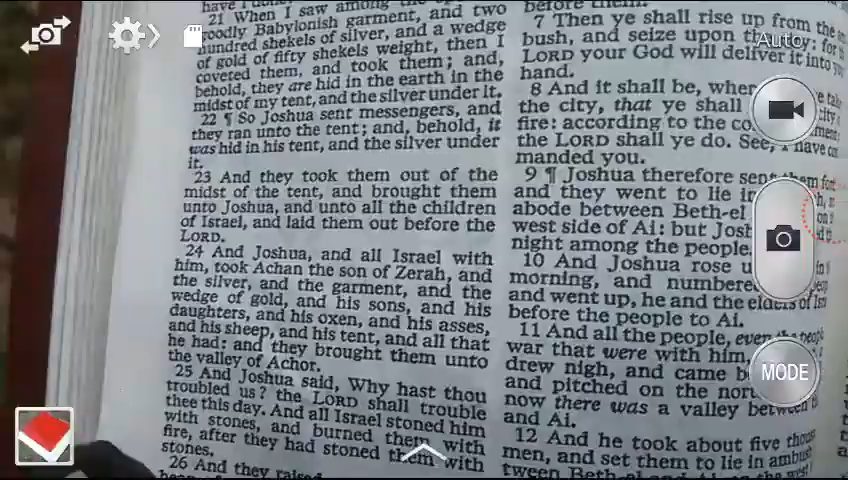 have I
21 When I saw among the
goodly Babylonish garment, and two
hundred shekels of silver, and a wedge
of gold of fifty shekels weight, then I
coveted them, and took them; and,
behold, they are hid in the earth in the
midst of my tent, and the silver under it.
22 ¶ So Joshua sent messengers, and
they ran unto the tent; and, behold, it
was hid in his tent, and the silver under
it.
23 And they took them out of the
midst of the tent, and brought them
unto Joshua, and unto all the children
of Israel, and laid them out before the
LORD.
24 And Joshua, and all Israel with
him, took Achan the son of Zerah, and
the silver, and the garment, and the
wedge of gold, and his sons, and his
daughters, and his oxen, and his asses,
and his sheep, and his tent, and all that
he had: and they brought them unto
the valley of Achor.
25 And Joshua said, Why hast thou
troubled us? the LORD shall trouble
thee this day. And all Israel stoned him
with stones, and burned them with
fire, after they had stoned them with
stones.
26 And they raised
before them.
7 Then ye shall rise up from the
bush, and seize upon the city: for
LORD your God will deliver it into
hand.
8 And it shall be, when
the city, that ye shall
fire: according to the
the LORD shall ye do. See, I have
manded you.
9 ¶ Joshua therefore sent them
and they went to lie in
abode between Beth-el
west side of Ai: but
night among the people.
10 And Joshua rose
morning, and numbered
and went up, he and the elders of
before the people to Ai.
11 And all the people, even the
war that were with him,
drew nigh, and came
and pitched on the
now there was a valley between
and Ai.
12 And he took about five
men, and set them to lie in
tween Beth-el
Auto
MODE